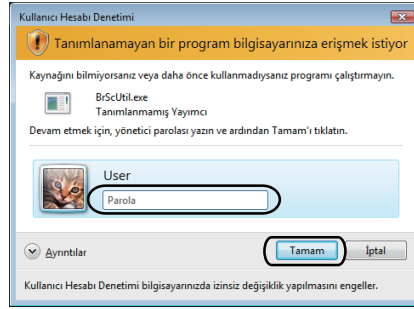 Kullanıcı Hesabı Denetimi
Tanımlanamayan bir program bilgisayarınıza erişmek istiyor
Kaynağını bilmiyorsanız veya daha önce kullanmadıysanız programı çalıştırmayın.
BrScUtil.exe
Tanımlanmamış Yayımcı
Devam etmek için, yönetici parolası yazın ve ardından Tamam'ı tıklatın.
User
Parola
Ayrıntılar
Tamam
İptal
Kullanıcı Hesabı Denetimi bilgisayarınızda izinsiz değişiklik yapılmasını engeller.